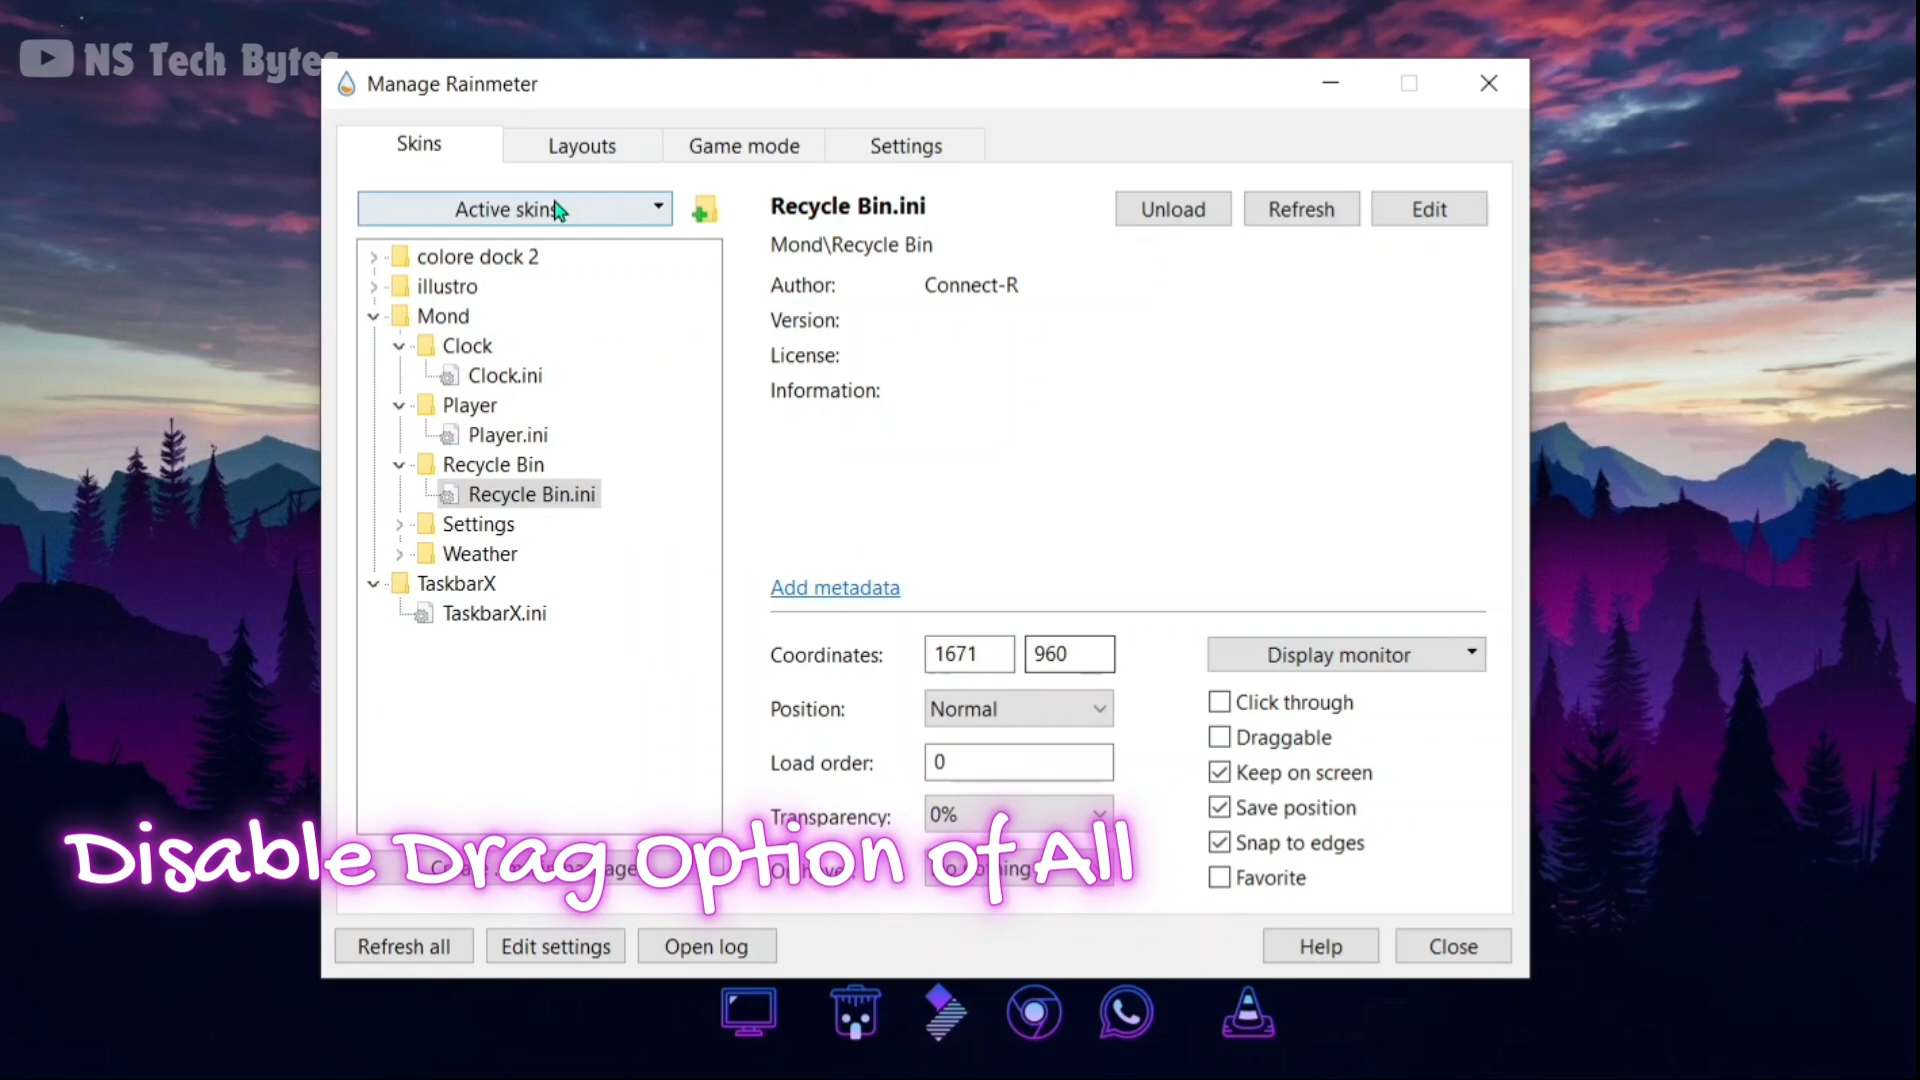 NS Tech Bytes
Manage Rainmeter
Skins
Layouts
Game mode
Settings
Active skins
Recycle Bin.ini
Unload
Refresh
Edit
Mond\Recycle Bin
colore dock 2
illustro
Mond
Clock
Clock.ini
Player
Player.ini
Recycle Bin
Recycle Bin.ini
Settings
Weather
TaskbarX
TaskbarX.ini
Author: Connect-R
Version:
License:
Information:
Add metadata
Coordinates: 1671 960
Display monitor
Position: Normal
Load order: 0
Transparency: 0%
Click through
Draggable
Keep on screen
Save position
Snap to edges
Favorite
Disable Drag Option of All
Refresh all
Edit settings
Open log
Help
Close